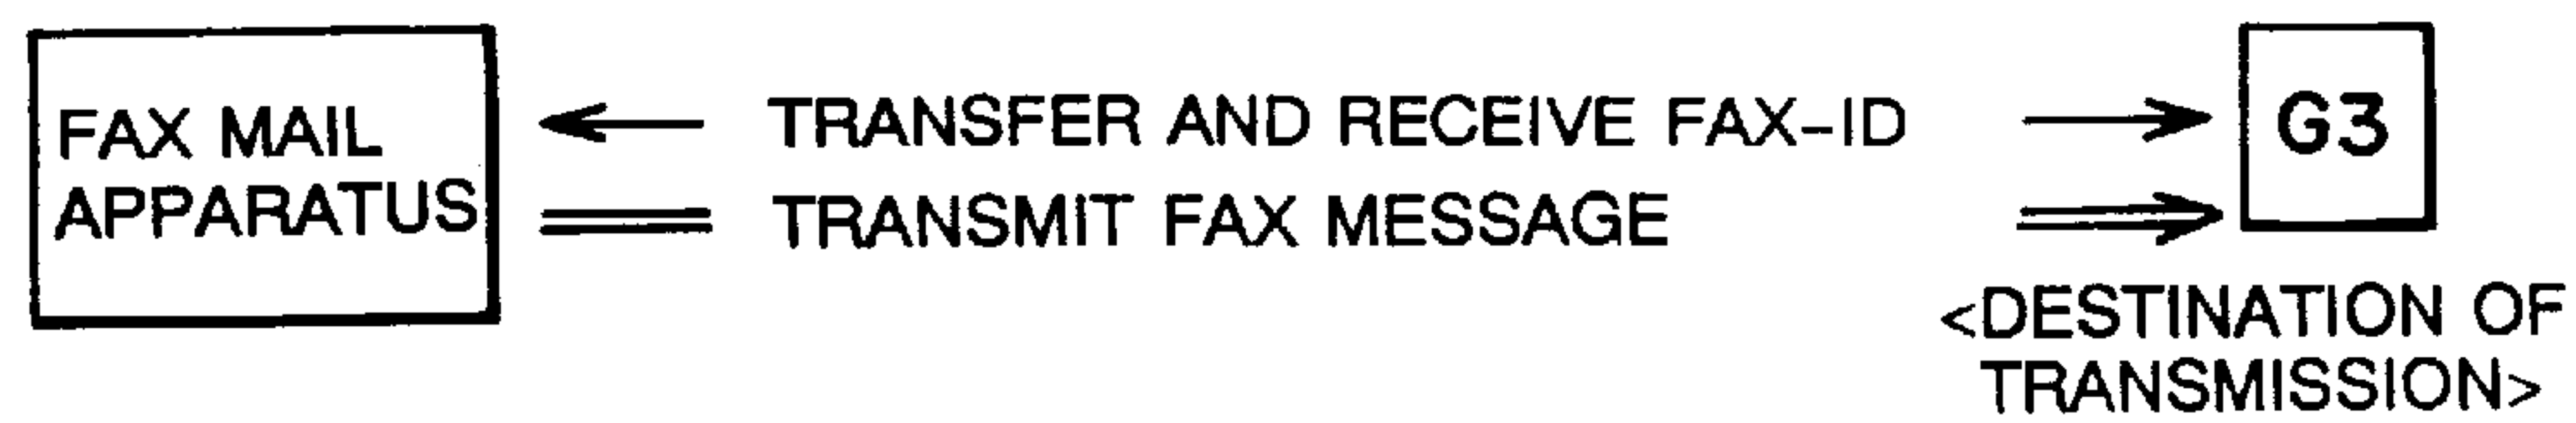 FAX MAIL
APPARATUS
TRANSFER AND RECEIVE FAX-ID
TRANSMIT FAX MESSAGE
G3
<DESTINATION OF
TRANSMISSION>